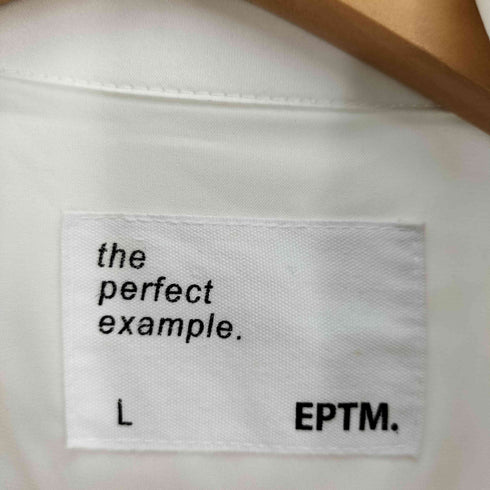 the
perfect
example.
L EPTM.